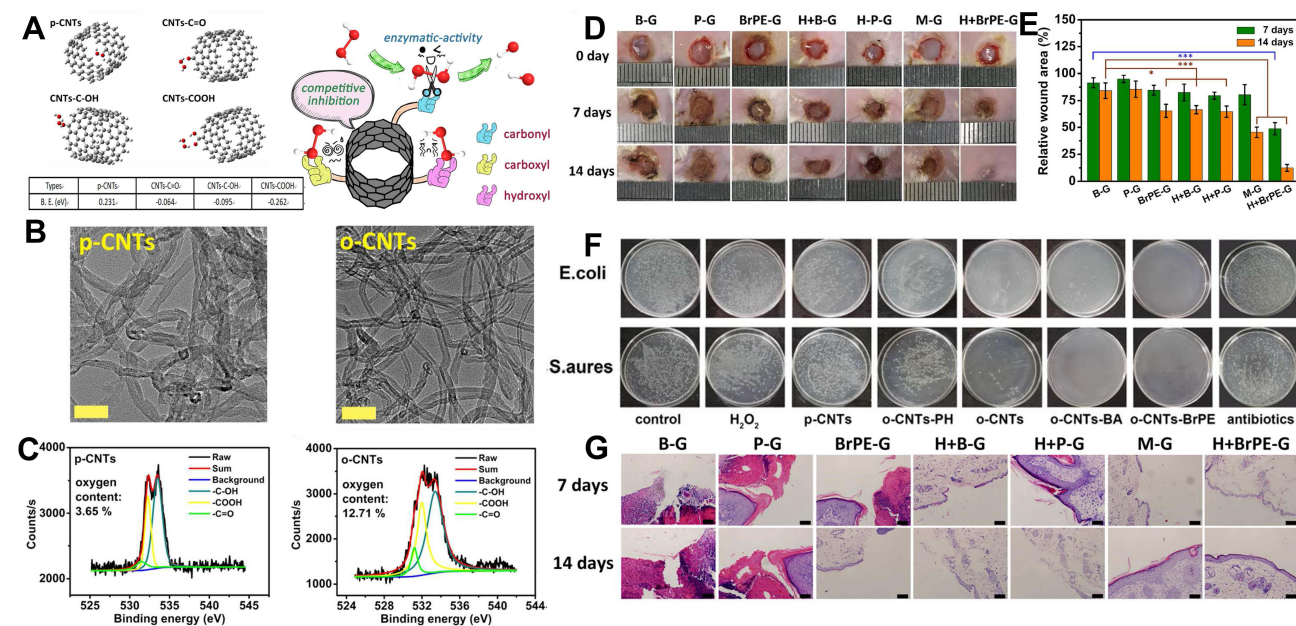 A
p-CNTs
CNTs-C=O
CNTs-C-OH
CNTs-COOH
Types
p-CNTs
CNTs-C=O
CNTs-C-OH
CNTs-COOH
B. E. (eV)
0.231
-0.064
-0.095
-0.262
enzymatic-activity
competitive
inhibition
carbonyl
carboxyl
hydroxyl
B
p-CNTs
o-CNTs
C
p-CNTs
oxygen
content:
3.65 %
Raw
Sum
Background
-C-OH
-COOH
-C=O
Counts/s
4000
3000
2000
525
530
535
540
545
Binding energy (eV)
o-CNTs
oxygen
content:
12.71 %
Raw
Sum
Background
-C-OH
-COOH
-C=O
Counts/s
4000
3000
2000
1000
524
528
532
536
540
544
Binding energy (eV)
D
B-G
P-G
BrPE-G
H+B-G
H-P-G
M-G
H+BrPE-G
0 day
7 days
14 days
E
Relative wound area (%)
150
125
100
75
50
25
0
7 days
14 days
***
***
*
B-G
P-G
BrPE-G
H+B-G
H+P-G
M-G
H+BrPE-G
F
E.coli
S.aures
control
H2O2
p-CNTs
o-CNTs-PH
o-CNTs
o-CNTs-BA
o-CNTs-BrPE
antibiotics
G
B-G
P-G
BrPE-G
H+B-G
H+P-G
M-G
H+BrPE-G
7 days
14 days